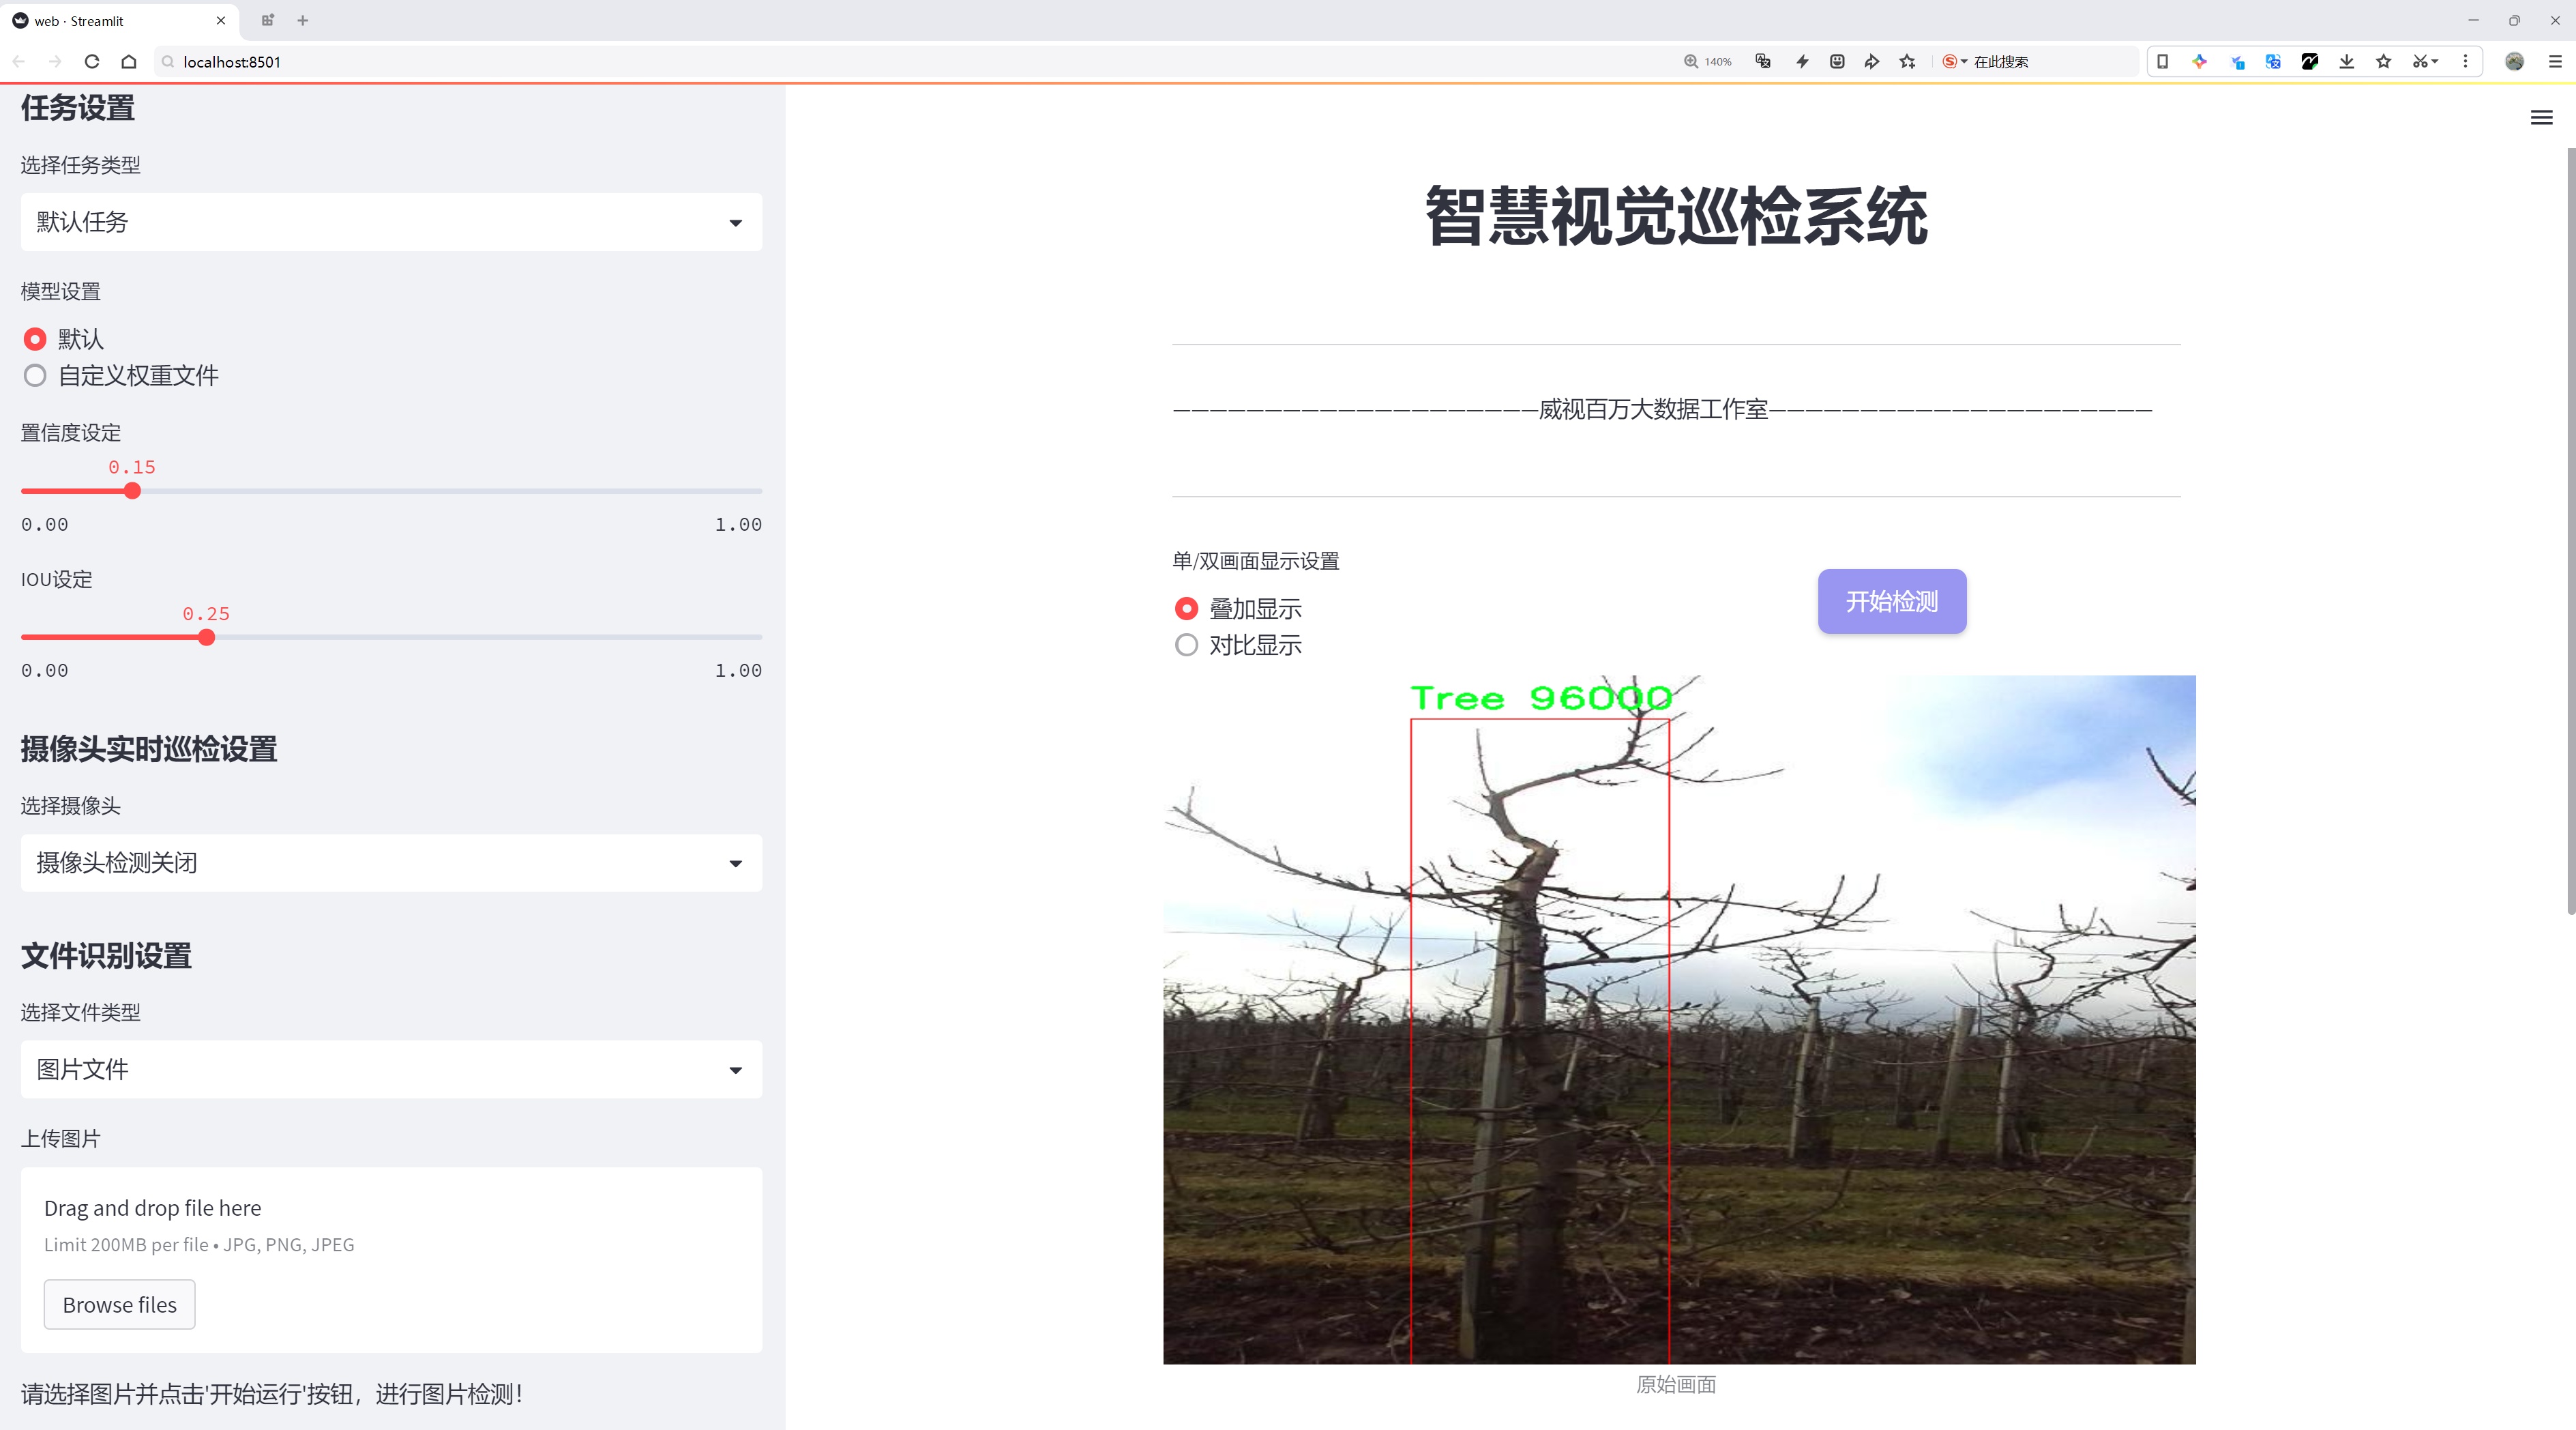 web · Streamlit
localhost:8501
140%
在此搜索
任务设置
选择任务类型
默认任务
模型设置
默认
自定义权重文件
置信度设定
0.15
0.00
1.00
IOU设定
0.25
0.00
1.00
摄像头实时巡检设置
选择摄像头
摄像头检测关闭
文件识别设置
选择文件类型
图片文件
上传图片
Drag and drop file here
Limit 200MB per file • JPG, PNG, JPEG
Browse files
请选择图片并点击'开始运行'按钮，进行图片检测！
智慧视觉巡检系统
—————————————————————威视百万大数据工作室—————————————————————
单/双画面显示设置
叠加显示
对比显示
开始检测
Tree 96000
原始画面